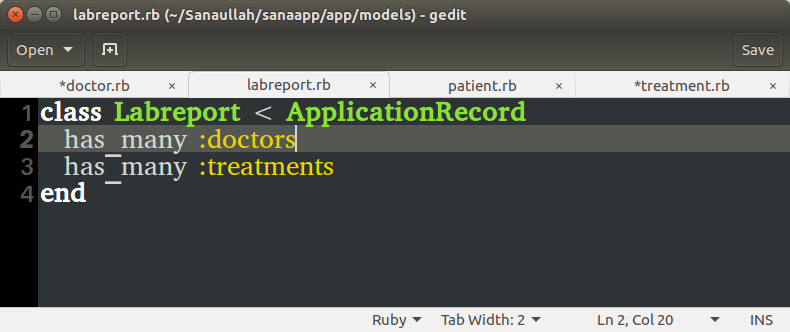 labreport.rb (~/Sanaullah/sanaapp/app/models) - gedit
Open
Save
*doctor.rb × labreport.rb × patient.rb × *treatment.rb ×
1 class Labreport < ApplicationRecord
2 has_many :doctors
3 has_many :treatments
4 end
Ruby Tab Width: 2 Ln 2, Col 20 INS